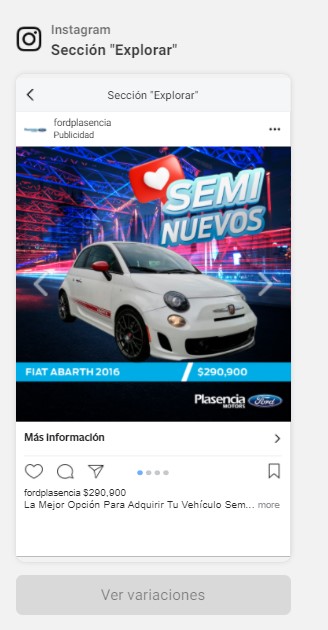 Instagram
Sección "Explorar"
Sección "Explorar"
fordplasencia
Publicidad
SEMI
NUEVOS
FIAT ABARTH 2016
$290,900
Plasencia
MOTORS
Ford
Más información
fordplasencia $290,900
La Mejor Opción Para Adquirir Tu Vehículo Sem... more
Ver variaciones